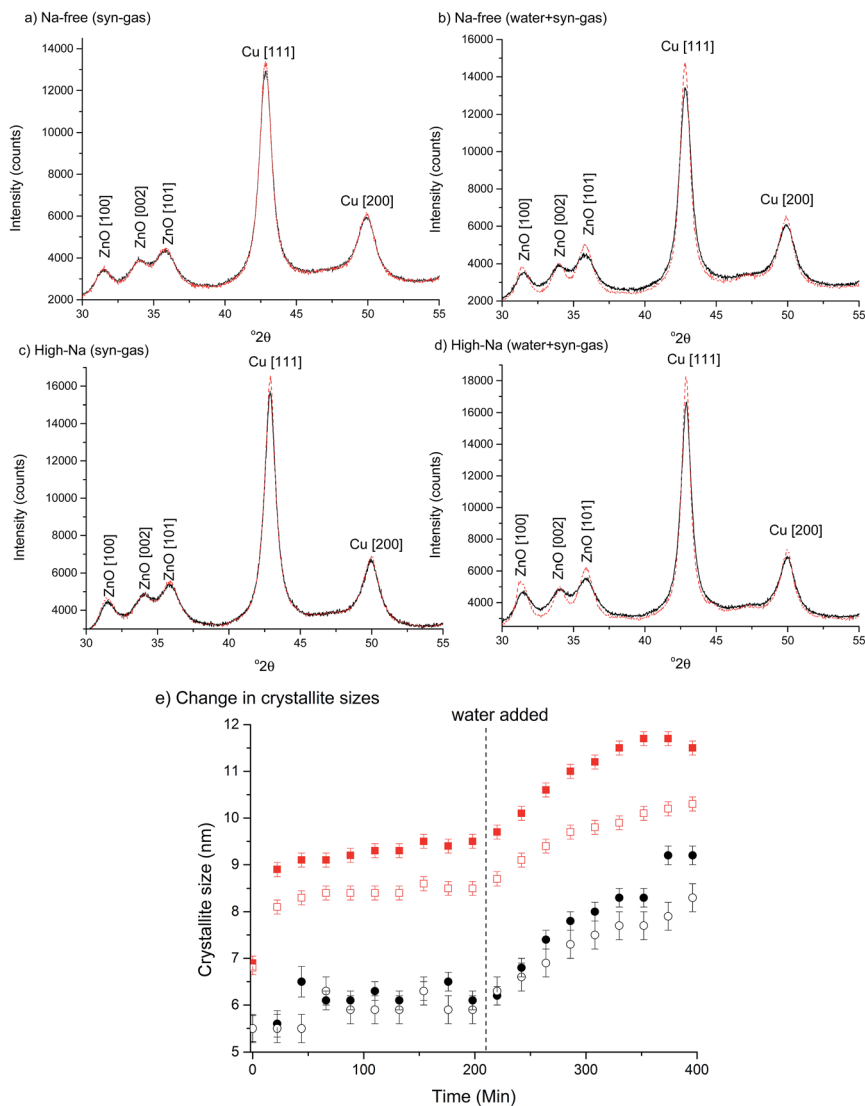 a) Na-free (syn-gas)
14000
12000
10000
8000
6000
4000
2000
Intensity (counts)
ZnO [100]
ZnO [002]
ZnO [101]
Cu [111]
Cu [200]
30 35 40 45 50 55
°2θ
b) Na-free (water+syn-gas)
16000
14000
12000
10000
8000
6000
4000
2000
Intensity (counts)
ZnO [100]
ZnO [002]
ZnO [101]
Cu [111]
Cu [200]
30 35 40 45 50 55
°2θ
c) High-Na (syn-gas)
16000
14000
12000
10000
8000
6000
4000
Intensity (counts)
ZnO [100]
ZnO [002]
ZnO [101]
Cu [111]
Cu [200]
30 35 40 45 50 55
°2θ
d) High-Na (water+syn-gas)
18000
16000
14000
12000
10000
8000
6000
4000
Intensity (counts)
ZnO [100]
ZnO [002]
ZnO [101]
Cu [111]
Cu [200]
30 35 40 45 50 55
°2θ
e) Change in crystallite sizes
water added
12
11
10
9
8
7
6
5
Crystallite size (nm)
0 100 200 300 400
Time (Min)